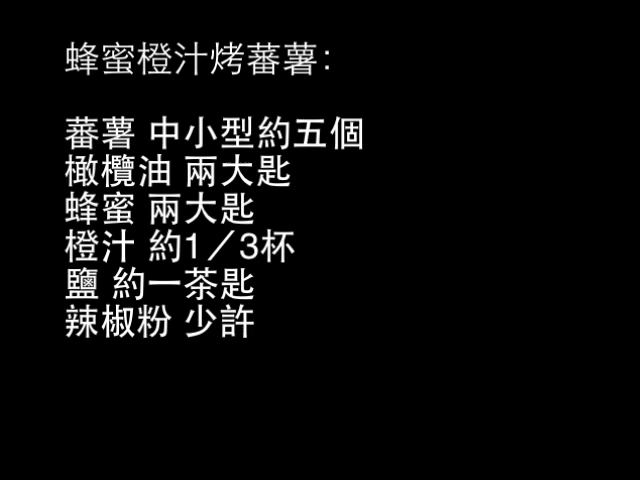 蜂蜜橙汁烤蕃薯:
蕃薯 中小型約五個
橄欖油 兩大匙
蜂蜜 兩大匙
橙汁 約1／3杯
鹽 約一茶匙
辣椒粉 少許